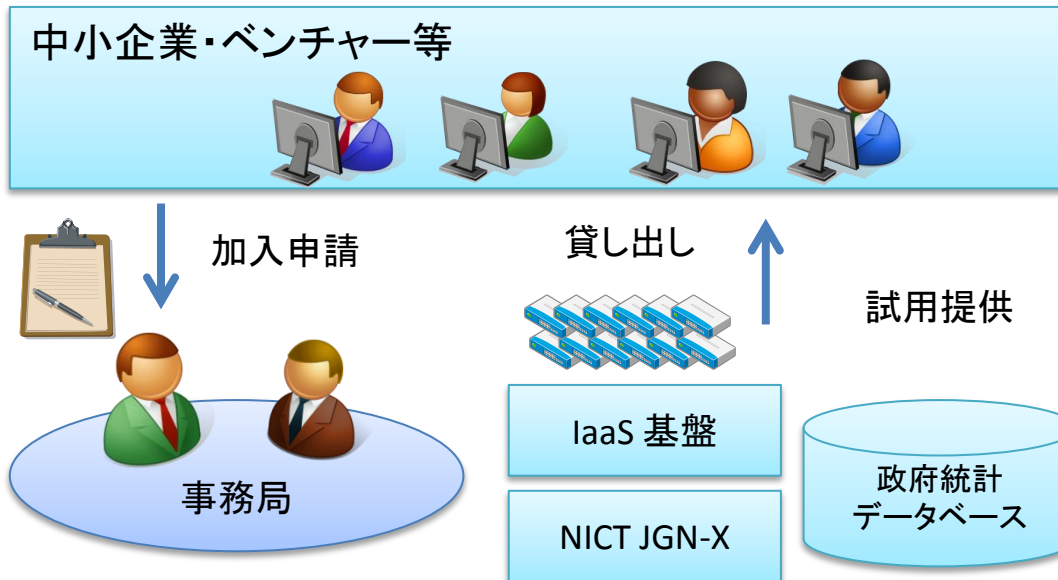 中小企業・ベンチャー等
加入申請
貸し出し
試用提供
IaaS 基盤
政府統計
データベース
事務局
NICT JGN-X